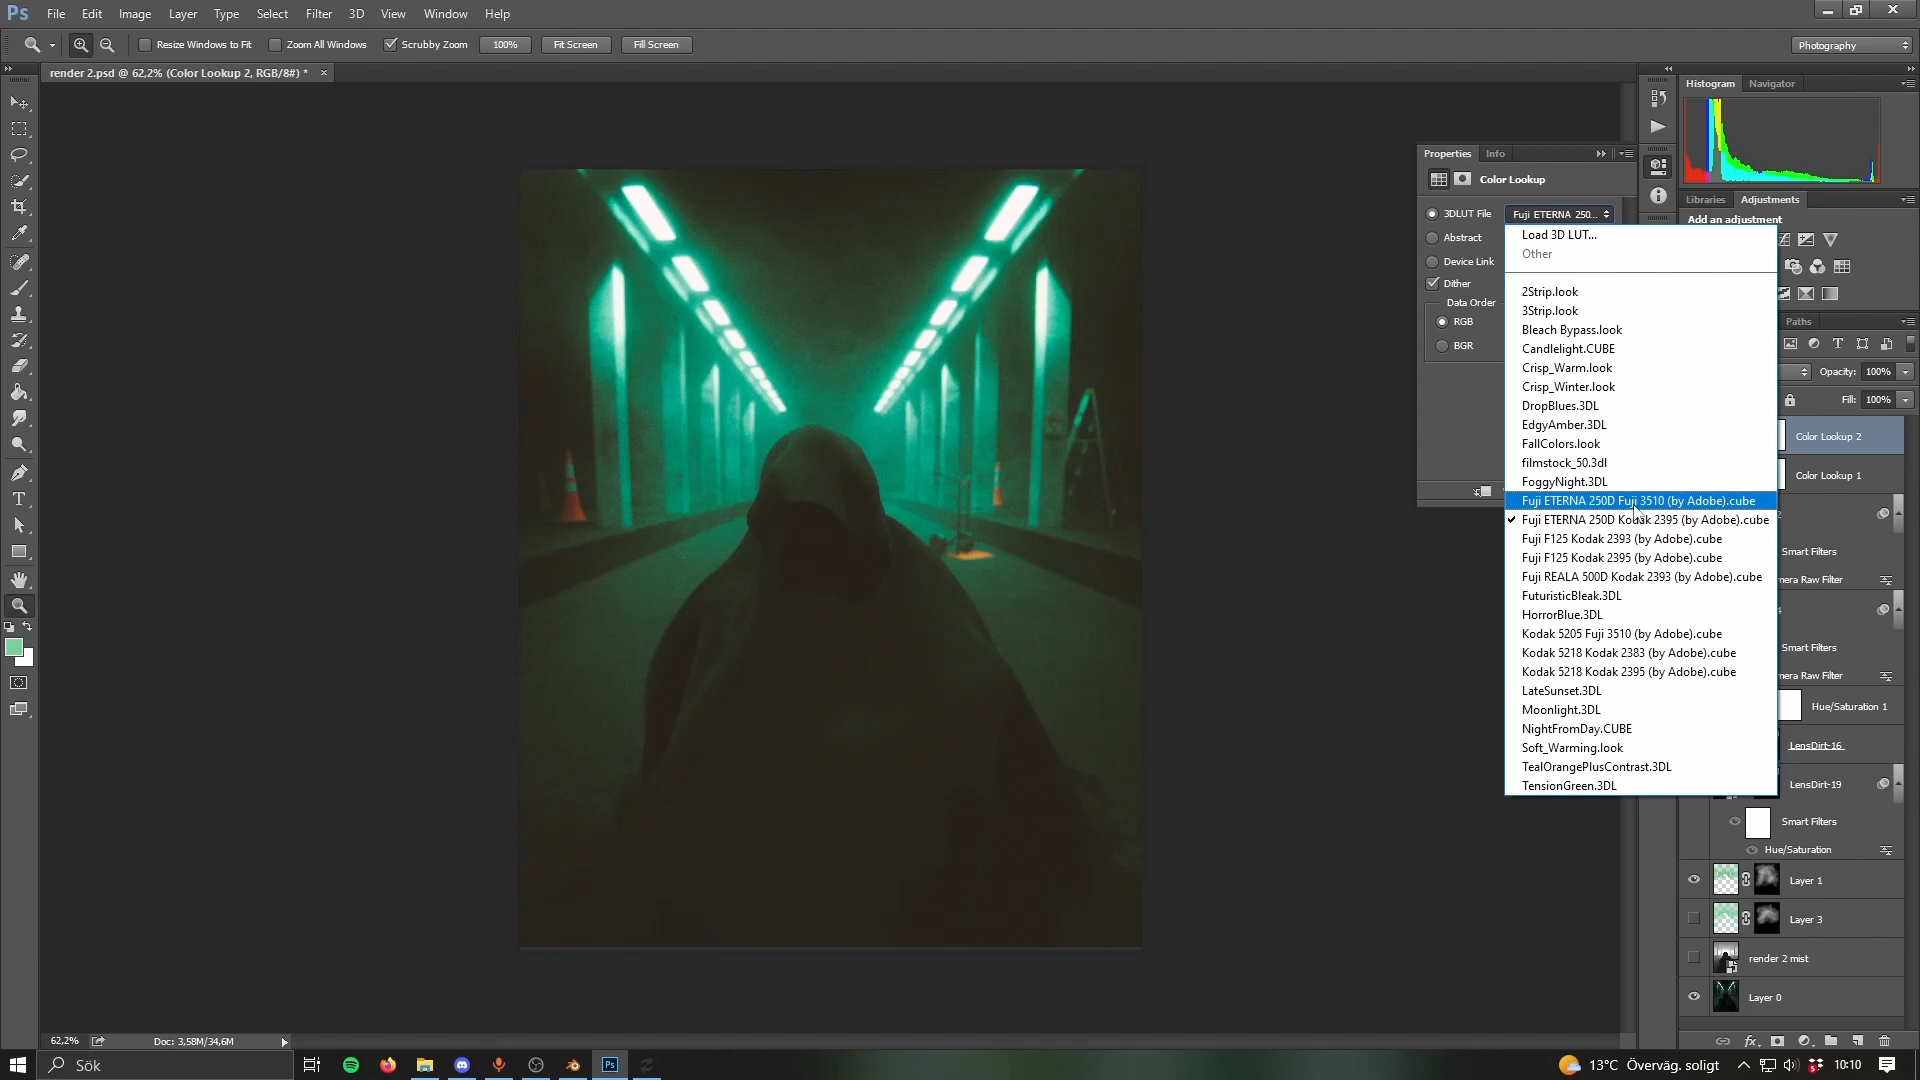 Ps File Edit Image Layer Type Select Filter 3D View Window Help
Resize Windows to Fit Zoom All Windows Scrubby Zoom 100% Fit Screen Fill Screen Photography
render 2.psd @ 62,2% (Color Lookup 2, RGB/8#) * ×
Histogram Navigator
Properties Info
Color Lookup
Libraries Adjustments
Add an adjustment
3DLUT File Fuji ETERNA 250...
Abstract
Device Link
Dither
Data Order
RGB
BGR
Load 3D LUT...
Other
2Strip.look
3Strip.look
Bleach Bypass.look
Candlelight.CUBE
Crisp_Warm.look
Crisp_Winter.look
DropBlues.3DL
EdgyAmber.3DL
FallColors.look
filmstock_50.3dl
FoggyNight.3DL
Fuji ETERNA 250D Fuji 3510 (by Adobe).cube
Fuji ETERNA 250D Kodak 2395 (by Adobe).cube
Fuji F125 Kodak 2393 (by Adobe).cube
Fuji F125 Kodak 2395 (by Adobe).cube
Fuji REALA 500D Kodak 2393 (by Adobe).cube
FuturisticBleak.3DL
HorrorBlue.3DL
Kodak 5205 Fuji 3510 (by Adobe).cube
Kodak 5218 Kodak 2383 (by Adobe).cube
Kodak 5218 Kodak 2395 (by Adobe).cube
LateSunset.3DL
Moonlight.3DL
NightFromDay.CUBE
Soft_Warming.look
TealOrangePlusContrast.3DL
TensionGreen.3DL
Paths
Opacity: 100%
Fill: 100%
Color Lookup 2
Color Lookup 1
2
Smart Filters
mera Raw Filter
4
Smart Filters
mera Raw Filter
Hue/Saturation 1
LensDirt-16
LensDirt-19
Smart Filters
Hue/Saturation
Layer 1
Layer 3
render 2 mist
Layer 0
fx
62,2% Doc: 3,58M/34,6M
Sök Ps 13°C Överväg. soligt 10:10